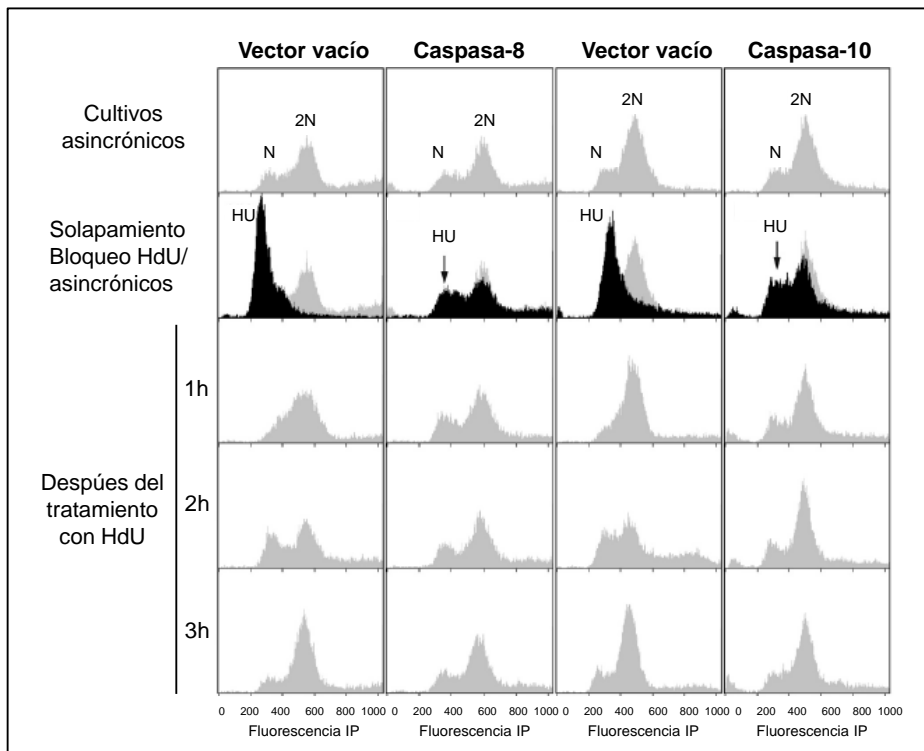 Vector vacío Caspasa-8 Vector vacío Caspasa-10
Cultivos
asincrónicos
N 2N N 2N N 2N N 2N
Solapamiento
Bloqueo HdU/
asincrónicos
HU HU HU HU
1h
Despúes del
tratamiento
con HdU
2h
3h
0 200 400 600 800 1000 0 200 400 600 800 1000 0 200 400 600 800 1000 0 200 400 600 800 1000
Fluorescencia IP Fluorescencia IP Fluorescencia IP Fluorescencia IP